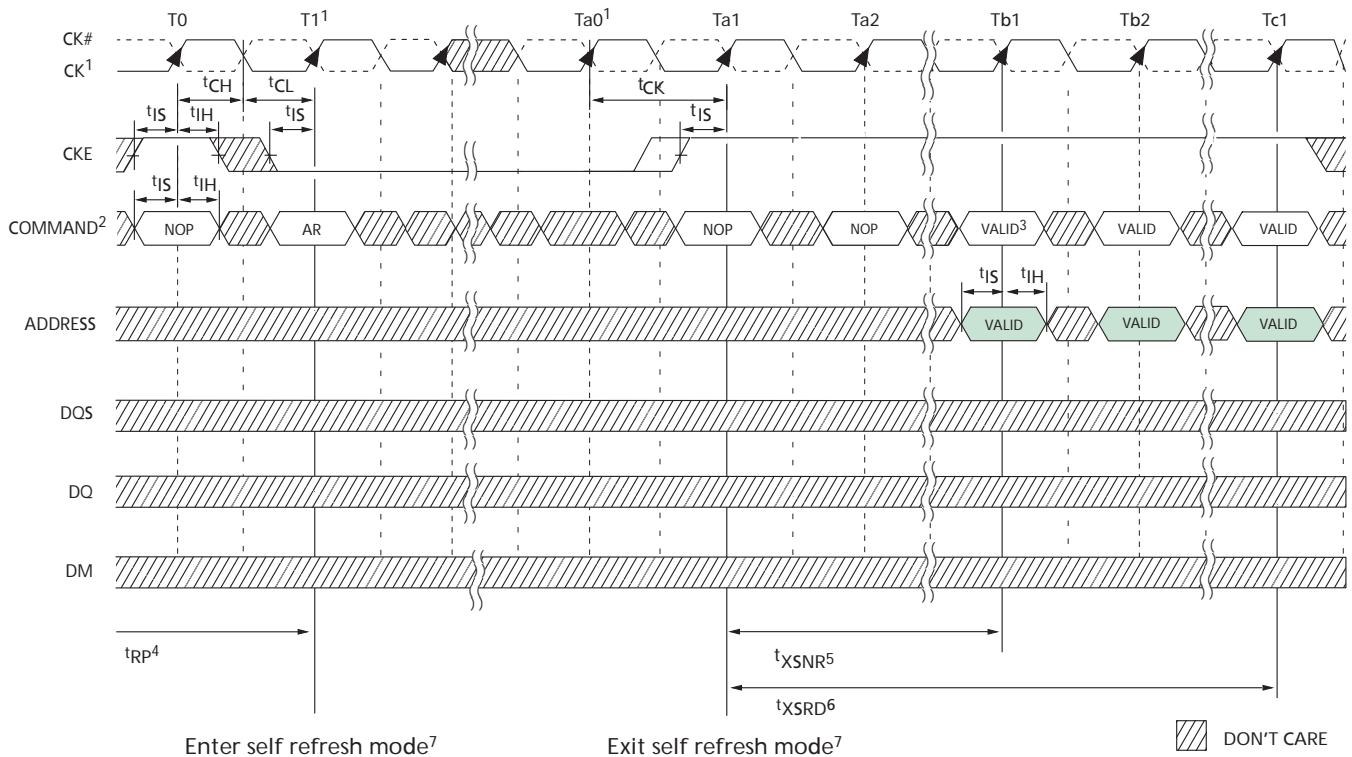 T0 T1¹ Ta0¹ Ta1 Ta2 Tb1 Tb2 Tc1
CK#
CK¹
tCH tCL tCK
tIS tIH tIS tIS
CKE
tIS tIH
COMMAND² NOP AR NOP NOP VALID³ VALID VALID
tIS tIH
ADDRESS VALID VALID VALID
DQS
DQ
DM
tRP⁴ tXSNR⁵
tXSRD⁶
Enter self refresh mode⁷ Exit self refresh mode⁷ DON'T CARE